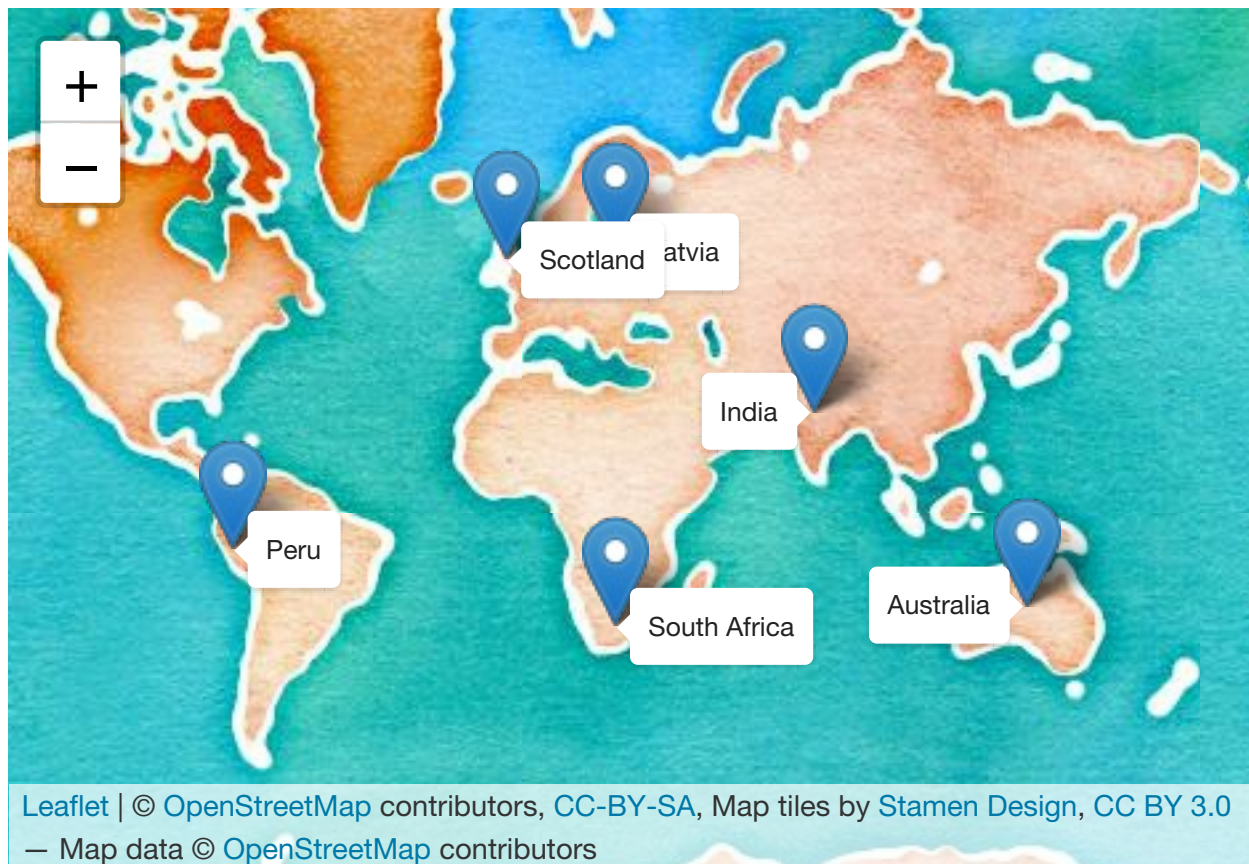 +
−
Scotland
atvia
India
Peru
Australia
South Africa
Leaflet | © OpenStreetMap contributors, CC-BY-SA, Map tiles by Stamen Design, CC BY 3.0
— Map data © OpenStreetMap contributors